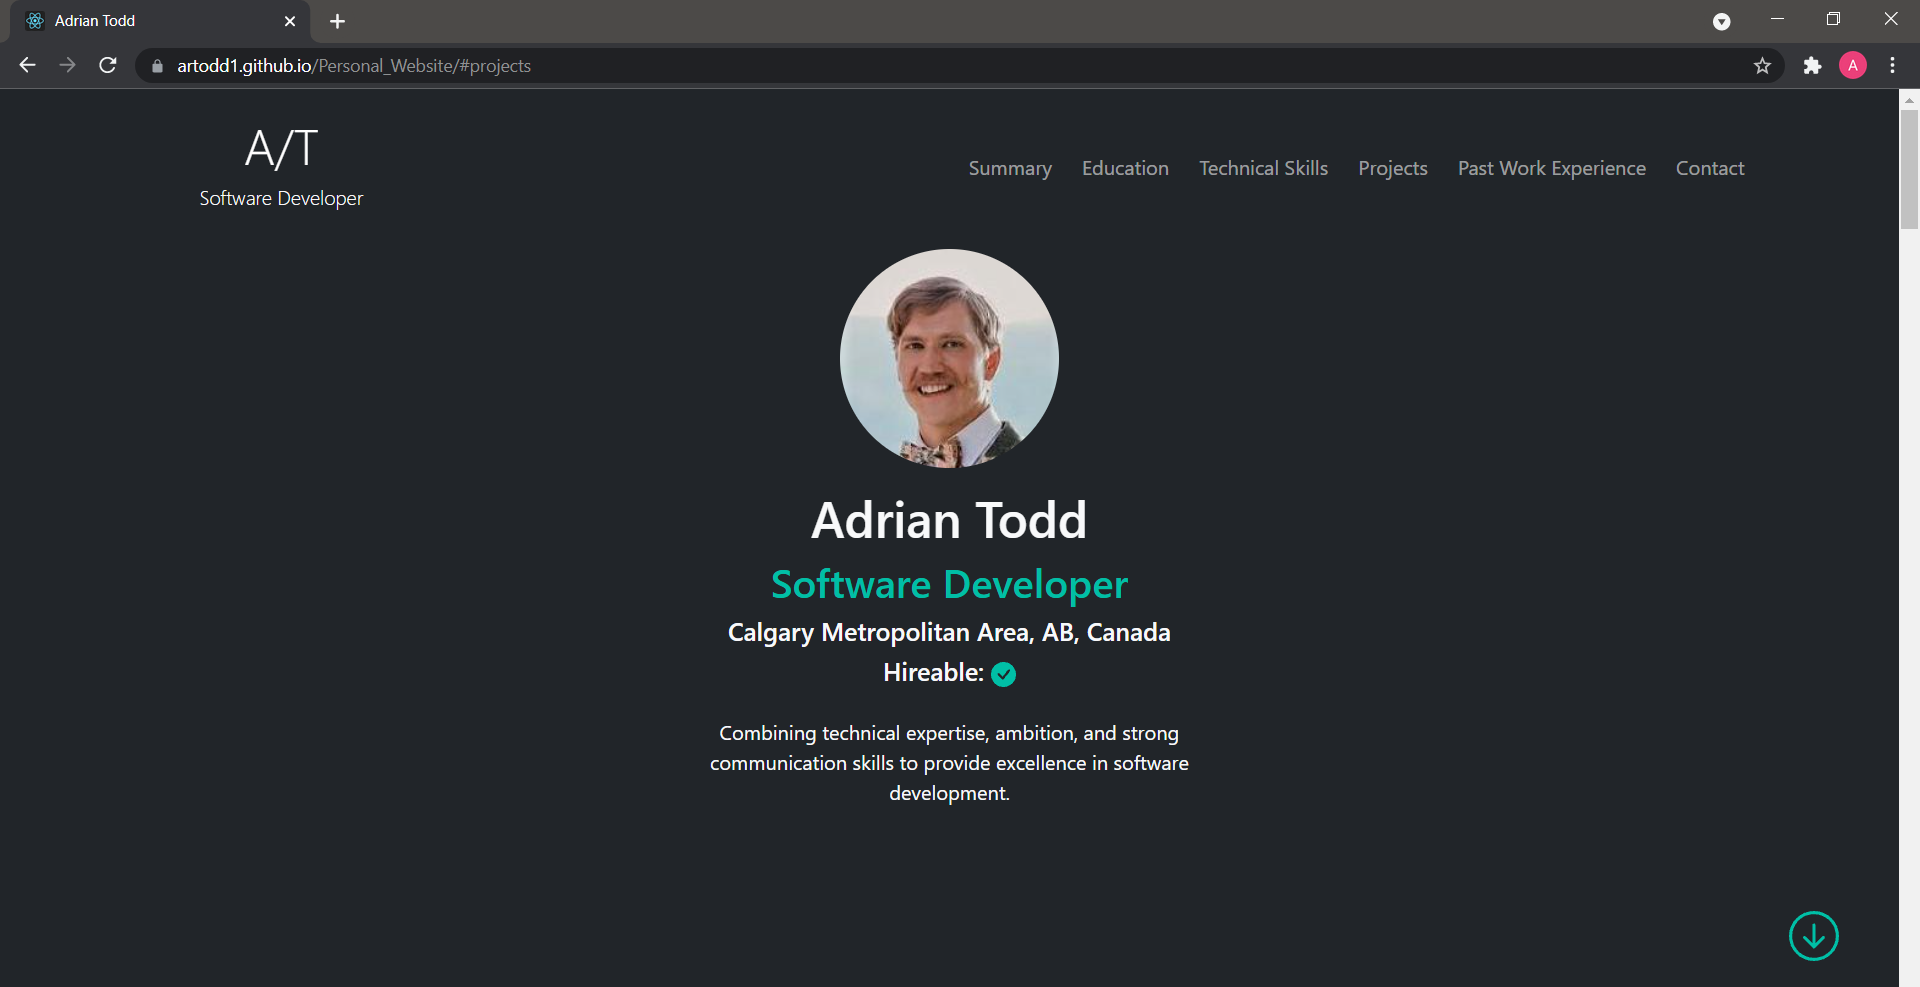 Adrian Todd
artodd1.github.io/Personal_Website/#projects
A
A/T
Software Developer
Summary Education Technical Skills Projects Past Work Experience Contact
Adrian Todd
Software Developer
Calgary Metropolitan Area, AB, Canada
Hireable:
Combining technical expertise, ambition, and strong
communication skills to provide excellence in software
development.